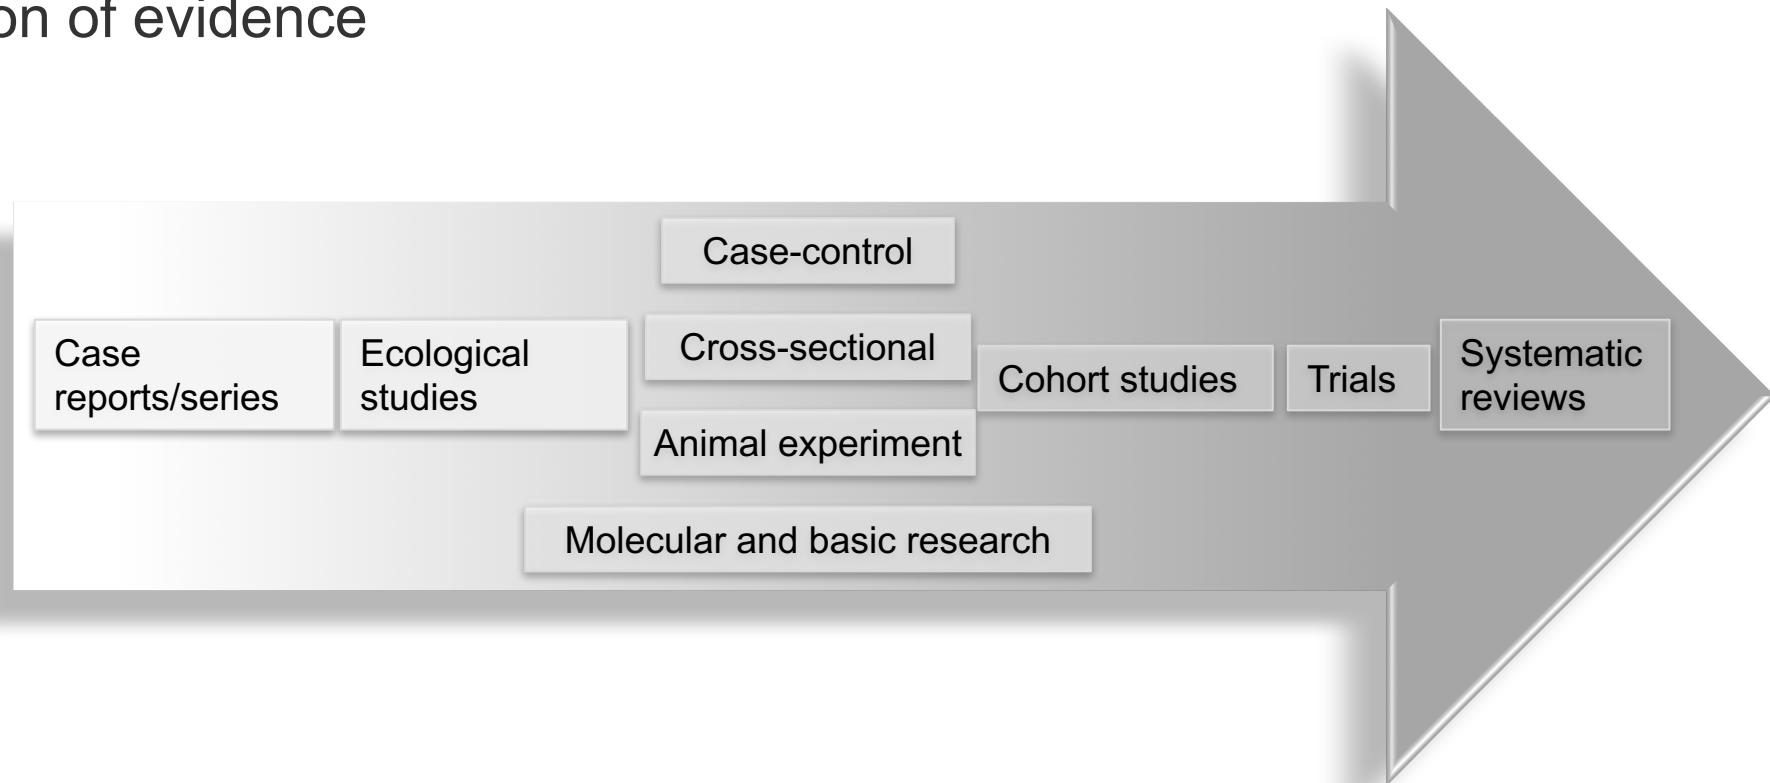 on of evidence
Case-control
Case
reports/series
Ecological
studies
Cross-sectional
Animal experiment
Molecular and basic research
Cohort studies
Trials
Systematic
reviews